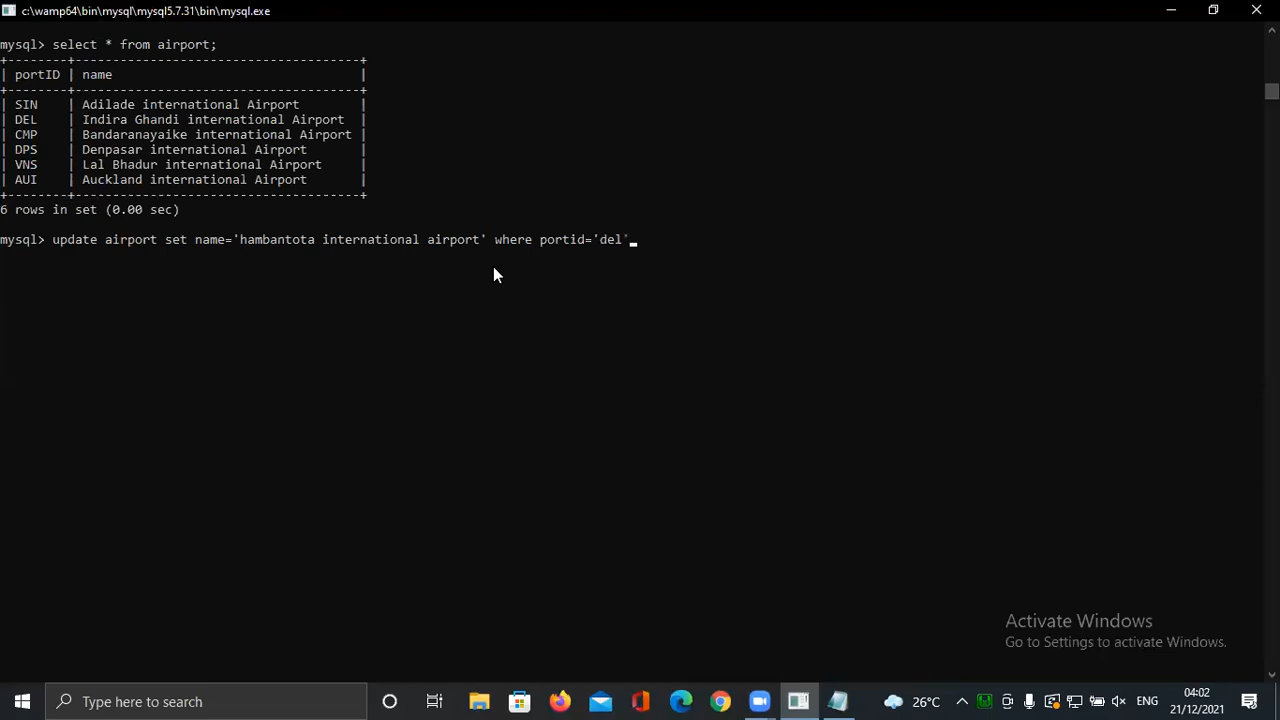 c:\wamp64\bin\mysql\mysql5.7.31\bin\mysql.exe
mysql> select * from airport;
+--------+--------------------------------------+
| portID | name                                 |
+--------+--------------------------------------+
| SIN    | Adilade international Airport        |
| DEL    | Indira Ghandi international Airport  |
| CMP    | Bandaranayaike international Airport |
| DPS    | Denpasar international Airport       |
| VNS    | Lal Bhadur international Airport     |
| AUI    | Auckland international Airport       |
+--------+--------------------------------------+
6 rows in set (0.00 sec)
mysql> update airport set name='hambantota international airport' where portid='del'
Activate Windows
Go to Settings to activate Windows.
Type here to search
26°C
ENG
04:02
21/12/2021